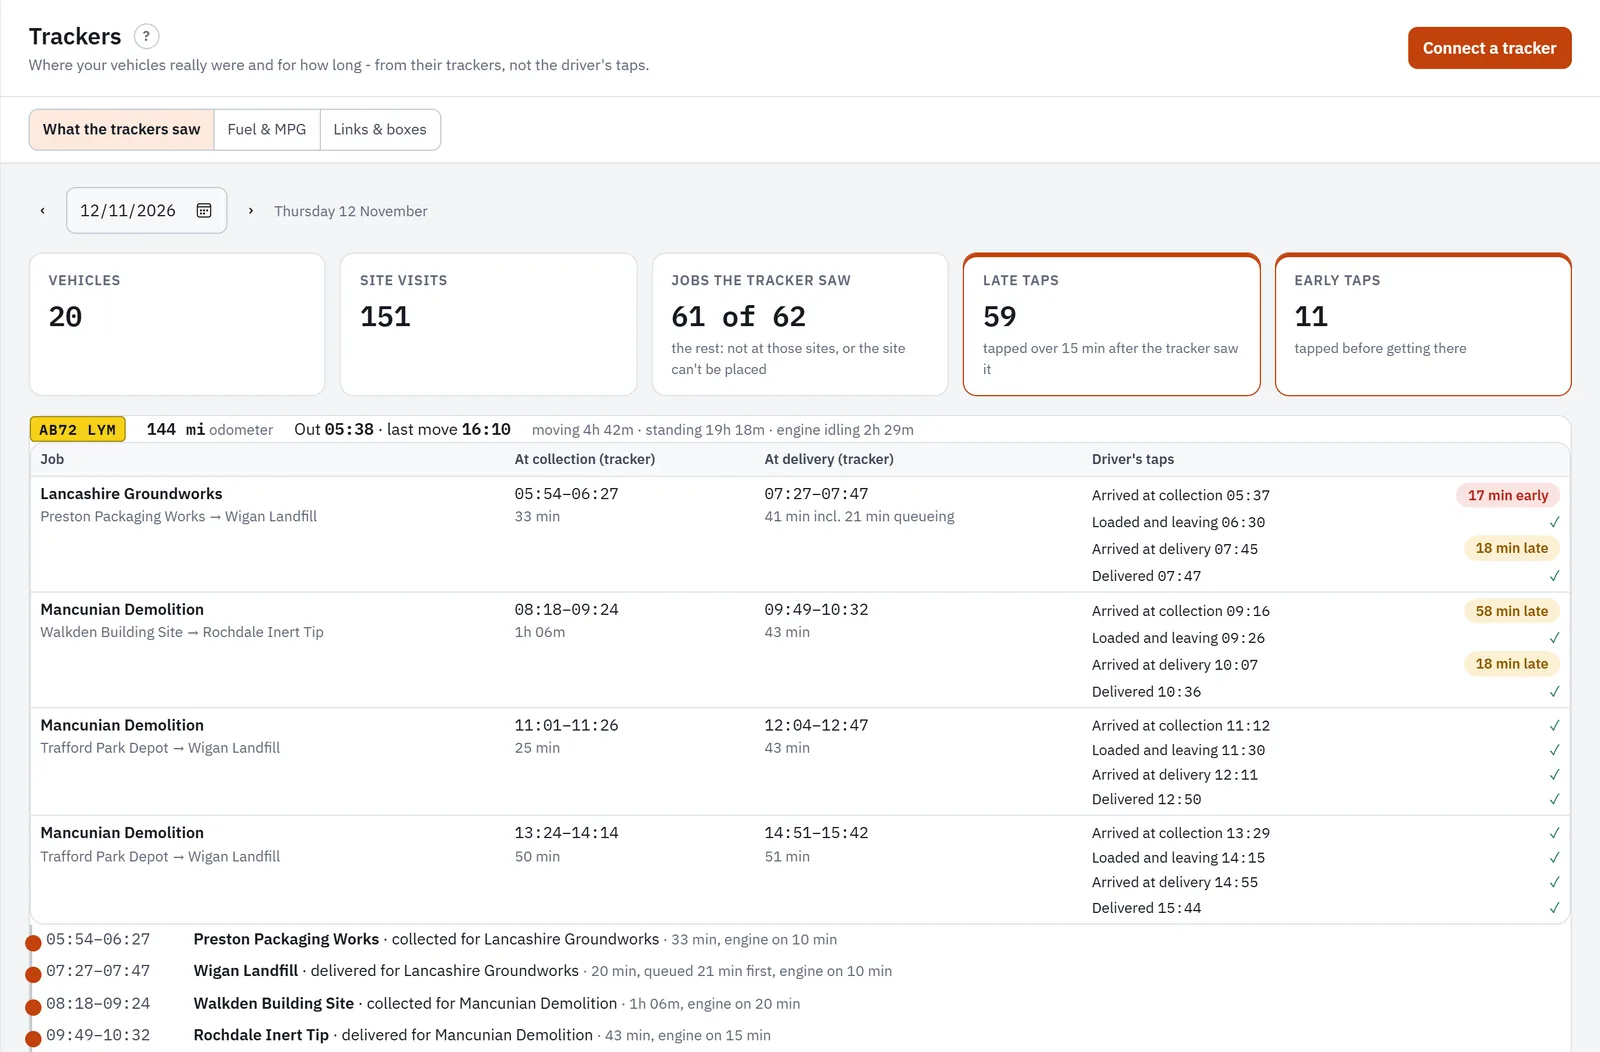 Trackers ?
Where your vehicles really were and for how long - from their trackers, not the driver's taps.
Connect a tracker
What the trackers saw
Fuel & MPG
Links & boxes
‹ 12/11/2026 › Thursday 12 November
VEHICLES
20
SITE VISITS
151
JOBS THE TRACKER SAW
61 of 62
the rest: not at those sites, or the site
can't be placed
LATE TAPS
59
tapped over 15 min after the tracker saw
it
EARLY TAPS
11
tapped before getting there
AB72 LYM 144 mi odometer Out 05:38 · last move 16:10 moving 4h 42m · standing 19h 18m · engine idling 2h 29m
Job At collection (tracker) At delivery (tracker) Driver's taps
Lancashire Groundworks
Preston Packaging Works → Wigan Landfill
05:54–06:27
33 min
07:27–07:47
41 min incl. 21 min queueing
Arrived at collection 05:37 17 min early
Loaded and leaving 06:30 ✓
Arrived at delivery 07:45 18 min late
Delivered 07:47 ✓
Mancunian Demolition
Walkden Building Site → Rochdale Inert Tip
08:18–09:24
1h 06m
09:49–10:32
43 min
Arrived at collection 09:16 58 min late
Loaded and leaving 09:26 ✓
Arrived at delivery 10:07 18 min late
Delivered 10:36 ✓
Mancunian Demolition
Trafford Park Depot → Wigan Landfill
11:01–11:26
25 min
12:04–12:47
43 min
Arrived at collection 11:12 ✓
Loaded and leaving 11:30 ✓
Arrived at delivery 12:11 ✓
Delivered 12:50 ✓
Mancunian Demolition
Trafford Park Depot → Wigan Landfill
13:24–14:14
50 min
14:51–15:42
51 min
Arrived at collection 13:29 ✓
Loaded and leaving 14:15 ✓
Arrived at delivery 14:55 ✓
Delivered 15:44 ✓
05:54–06:27 Preston Packaging Works · collected for Lancashire Groundworks · 33 min, engine on 10 min
07:27–07:47 Wigan Landfill · delivered for Lancashire Groundworks · 20 min, queued 21 min first, engine on 10 min
08:18–09:24 Walkden Building Site · collected for Mancunian Demolition · 1h 06m, engine on 20 min
09:49–10:32 Rochdale Inert Tip · delivered for Mancunian Demolition · 43 min, engine on 15 min